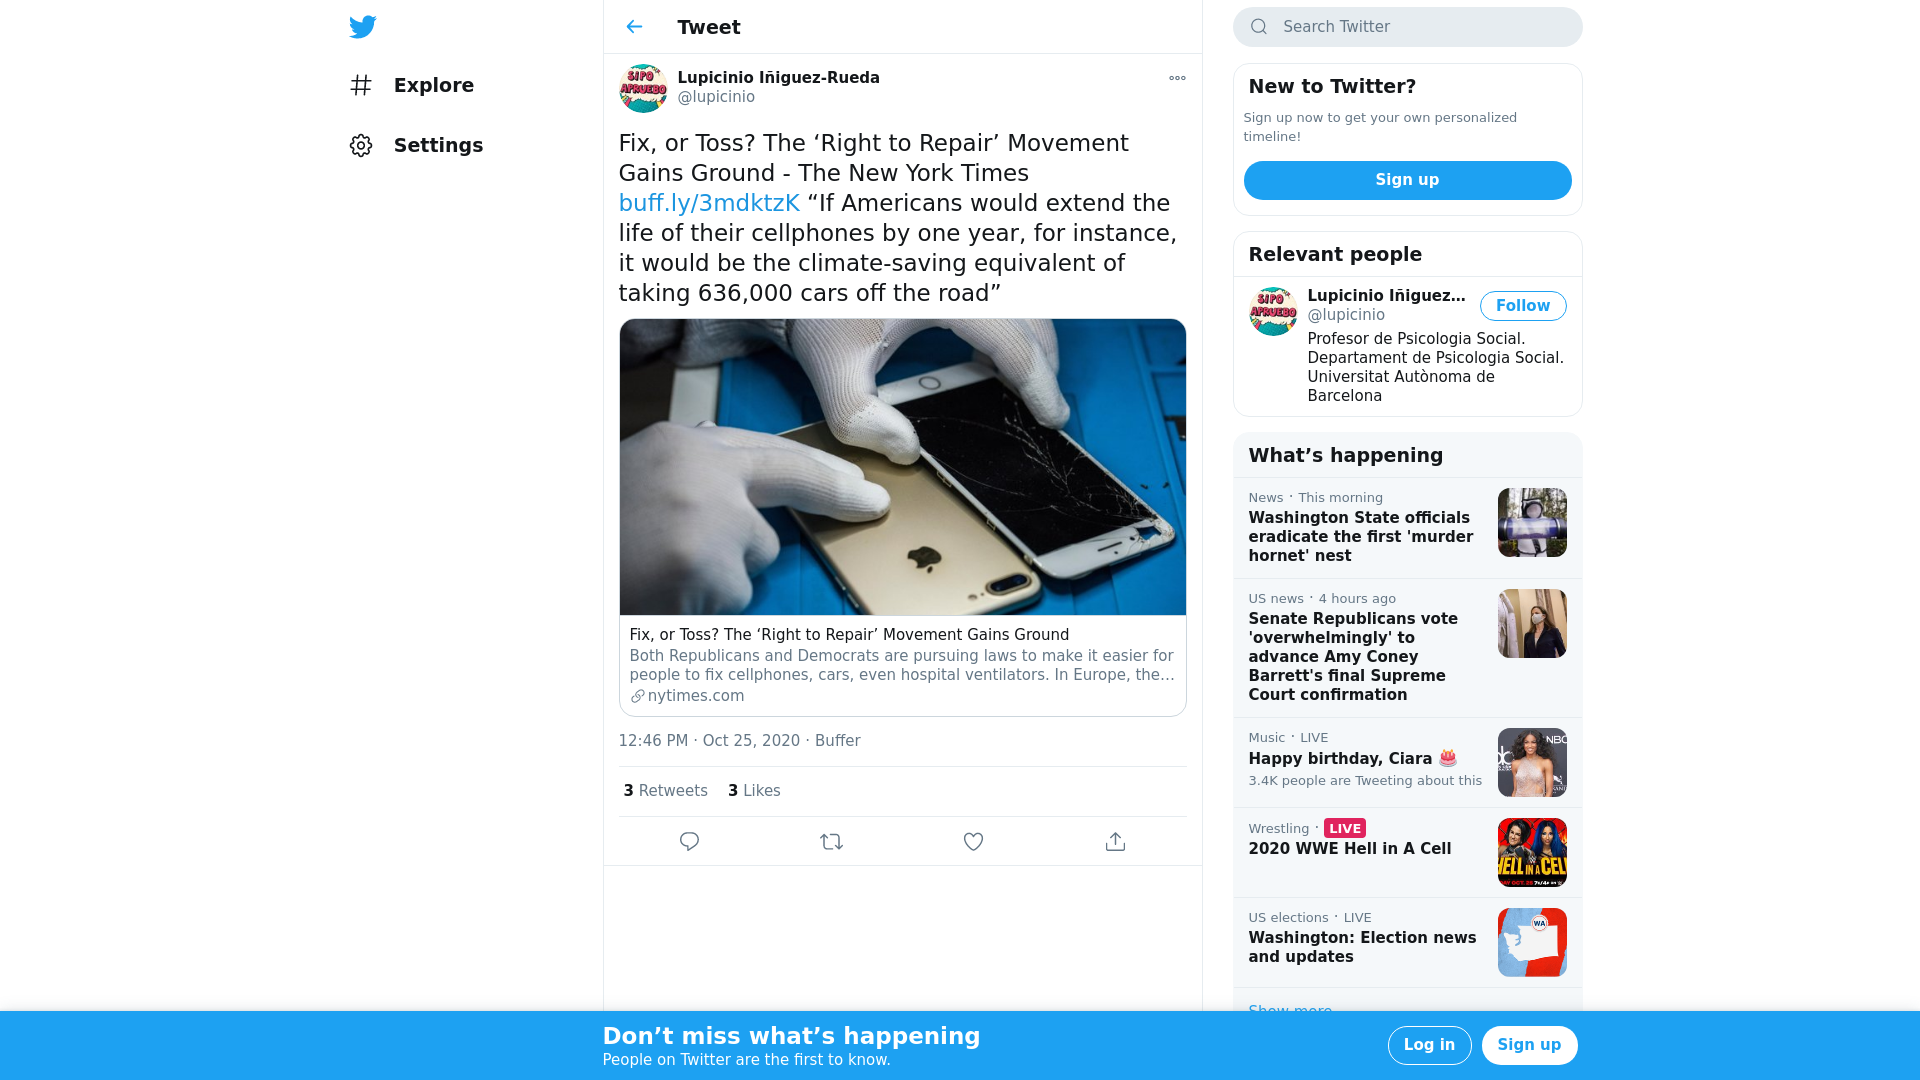 Explore
Settings
Tweet
Lupicinio Iñiguez-Rueda
@lupicinio
Fix, or Toss? The ‘Right to Repair’ Movement
Gains Ground - The New York Times
buff.ly/3mdktzK “If Americans would extend the
life of their cellphones by one year, for instance,
it would be the climate-saving equivalent of
taking 636,000 cars off the road”
Fix, or Toss? The ‘Right to Repair’ Movement Gains Ground
Both Republicans and Democrats are pursuing laws to make it easier for
people to fix cellphones, cars, even hospital ventilators. In Europe, the…
nytimes.com
12:46 PM · Oct 25, 2020 · Buffer
3 Retweets 3 Likes
Search Twitter
New to Twitter?
Sign up now to get your own personalized
timeline!
Sign up
Relevant people
SIPO
APRUEBO
Lupicinio Iñiguez…
@lupicinio
Follow
Profesor de Psicologia Social.
Departament de Psicologia Social.
Universitat Autònoma de
Barcelona
What’s happening
News · This morning
Washington State officials
eradicate the first 'murder
hornet' nest
US news · 4 hours ago
Senate Republicans vote
'overwhelmingly' to
advance Amy Coney
Barrett's final Supreme
Court confirmation
Music · LIVE
Happy birthday, Ciara 🎂
3.4K people are Tweeting about this
NBC
Wrestling · LIVE
2020 WWE Hell in A Cell
HELL IN A CELL
US elections · LIVE
Washington: Election news
and updates
WA
Show more
Don’t miss what’s happening
People on Twitter are the first to know.
Log in
Sign up